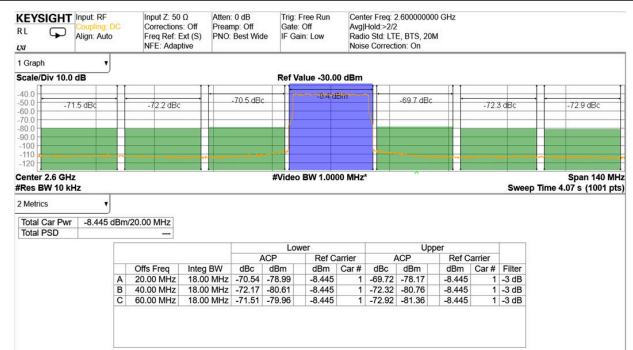 KEYSIGHT Input: RF Input Z: 50 Ω Atten: 0 dB Trig: Free Run Center Freq: 2.600000000 GHz
RL Coupling: DC Corrections: Off Preamp: Off Gate: Off Avg|Hold:>2/2
Align: Auto Freq Ref: Ext (S) PNO: Best Wide IF Gain: Low Radio Std: LTE, BTS, 20M
LXI NFE: Adaptive Noise Correction: On
1 Graph
Scale/Div 10.0 dB Ref Value -30.00 dBm
-40.0
-50.0
-60.0
-70.0
-80.0
-90.0
-100
-110
-120
-71.5 dBc -72.2 dBc -70.5 dBc -8.4 dBm -69.7 dBc -72.3 dBc -72.9 dBc
Center 2.6 GHz #Video BW 1.0000 MHz* Span 140 MHz
#Res BW 10 kHz Sweep Time 4.07 s (1001 pts)
2 Metrics
Total Car Pwr -8.445 dBm/20.00 MHz
Total PSD ---
Lower Upper
ACP Ref Carrier ACP Ref Carrier
Offs Freq Integ BW dBc dBm dBm Car # dBc dBm dBm Car # Filter
A 20.00 MHz 18.00 MHz -70.54 -78.99 -8.445 1 -69.72 -78.17 -8.445 1 -3 dB
B 40.00 MHz 18.00 MHz -72.17 -80.61 -8.445 1 -72.32 -80.76 -8.445 1 -3 dB
C 60.00 MHz 18.00 MHz -71.51 -79.96 -8.445 1 -72.92 -81.36 -8.445 1 -3 dB